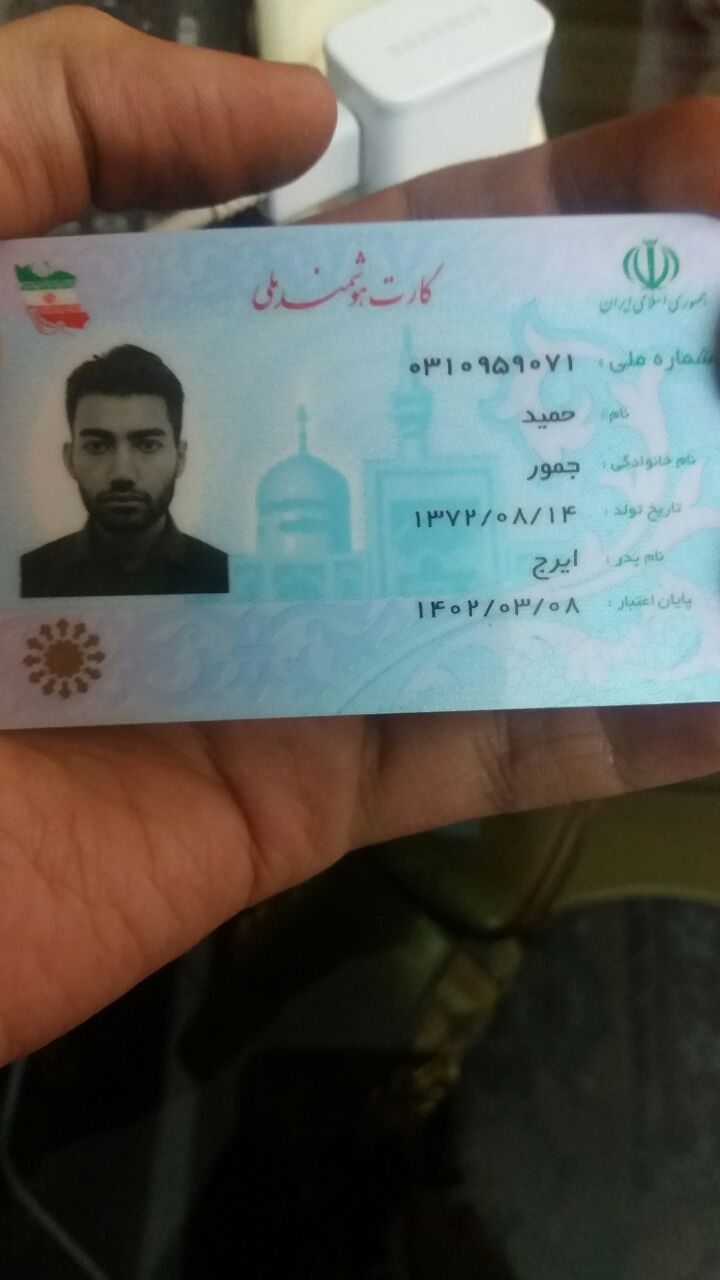 کارت هوشمند ملی
جمهوری اسلامی ایران
شماره ملی: ۰۳۱۰۹۵۹۰۷۱
نام: حمید
نام خانوادگی: جمور
تاریخ تولد: ۱۳۷۲/۰۸/۱۴
نام پدر: ایرج
پایان اعتبار: ۱۴۰۲/۰۳/۰۸